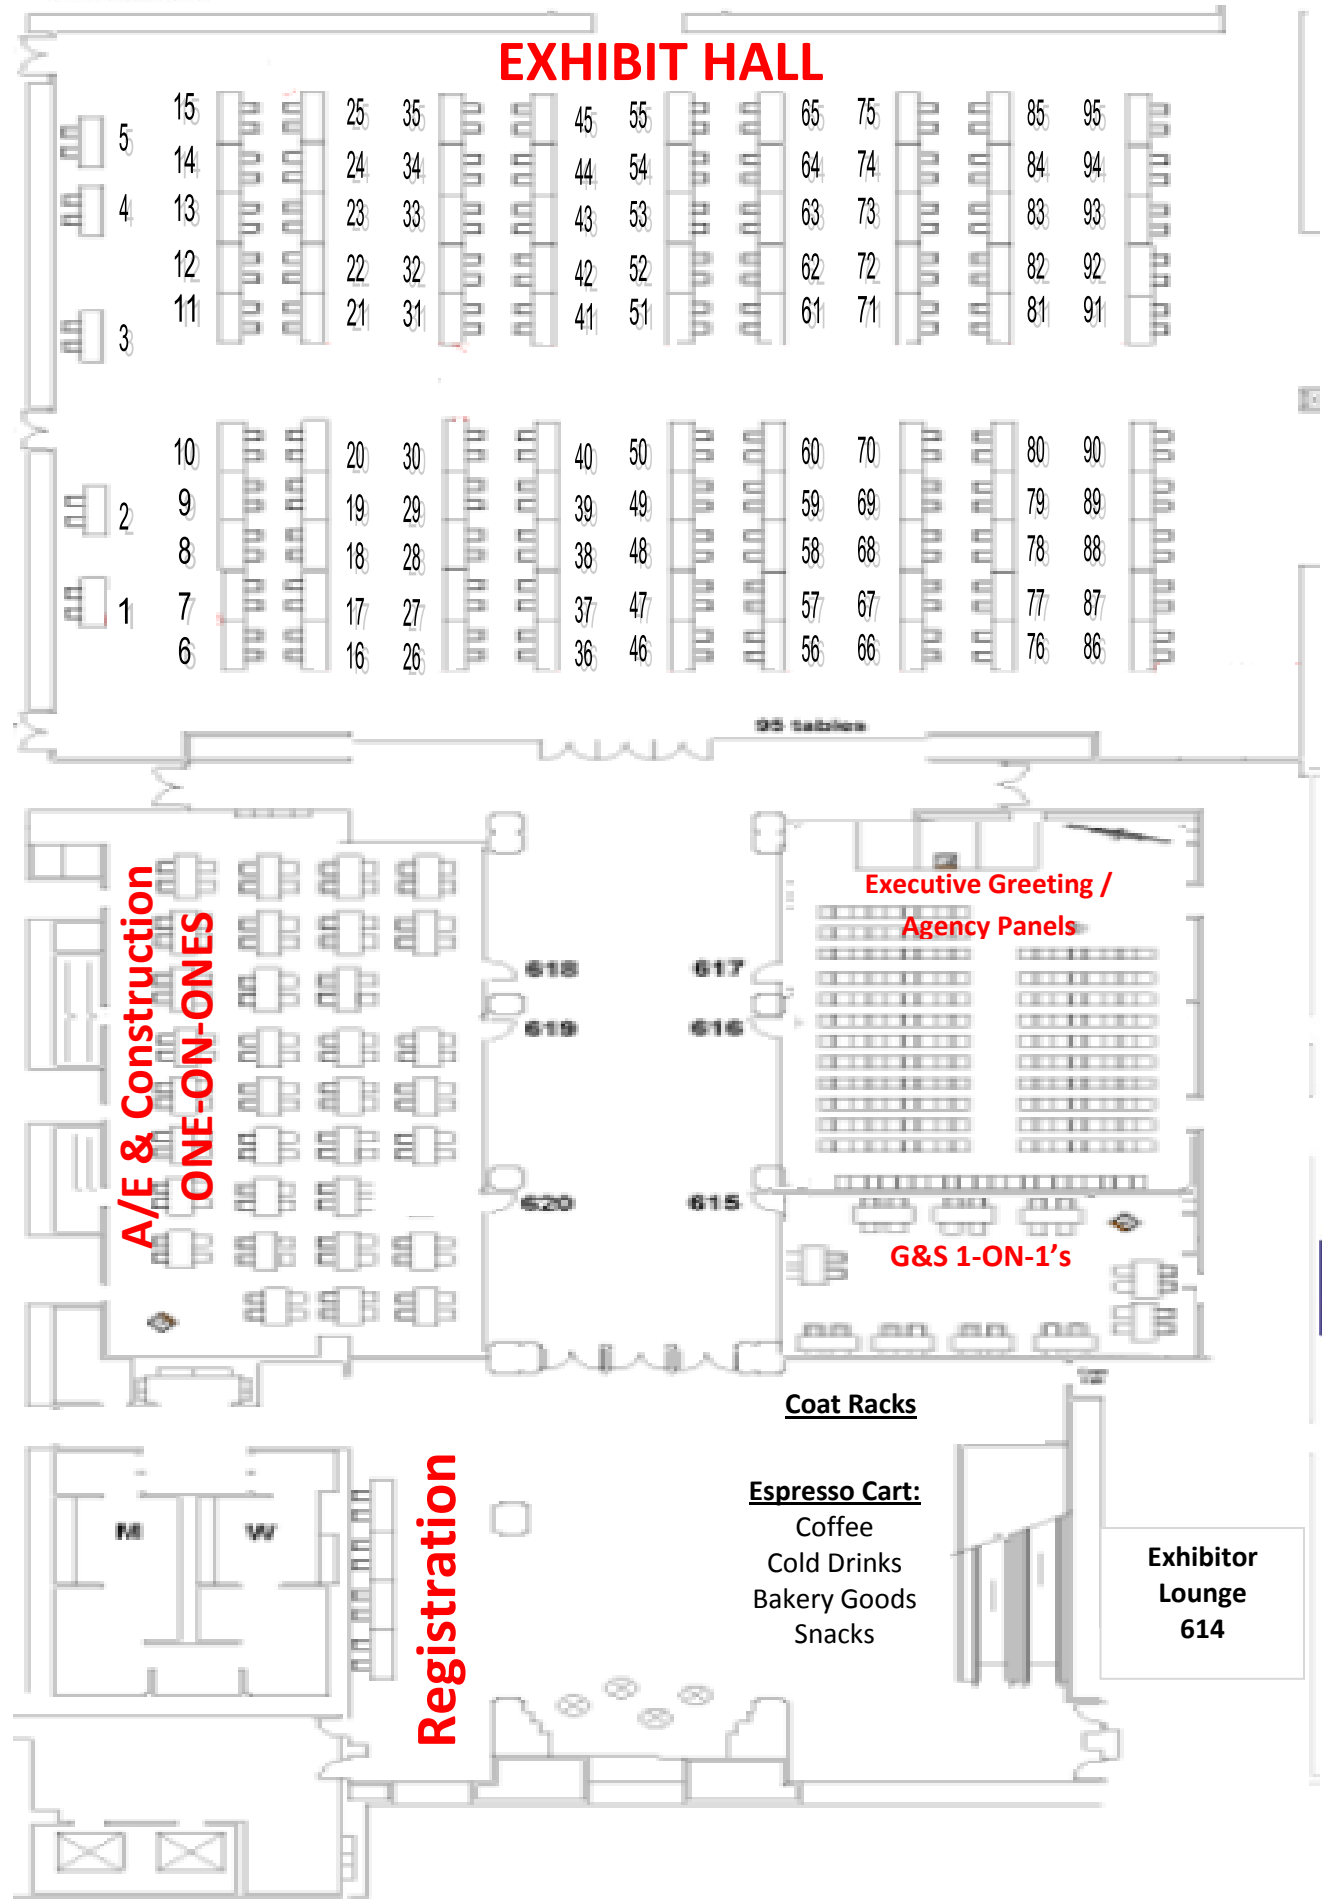 EXHIBIT HALL
15 25 35 45 55 65 75 85 95
5
14 24 34 44 54 64 74 84 94
4 13 23 33 43 53 63 73 83 93
12 22 32 42 52 62 72 82 92
11 21 31 41 51 61 71 81 91
3
10 20 30 40 50 60 70 80 90
2 9 19 29 39 49 59 69 79 89
8 18 28 38 48 58 68 78 88
1 7 17 27 37 47 57 67 77 87
6 16 26 36 46 56 66 76 86
95 tables
A/E & Construction
ONE-ON-ONES
Executive Greeting /
Agency Panels
618 617
619 616
620 615
G&S 1-ON-1's
Coat Racks
Registration
Espresso Cart:
Coffee
Cold Drinks
Bakery Goods
Snacks
M W
Exhibitor
Lounge
614